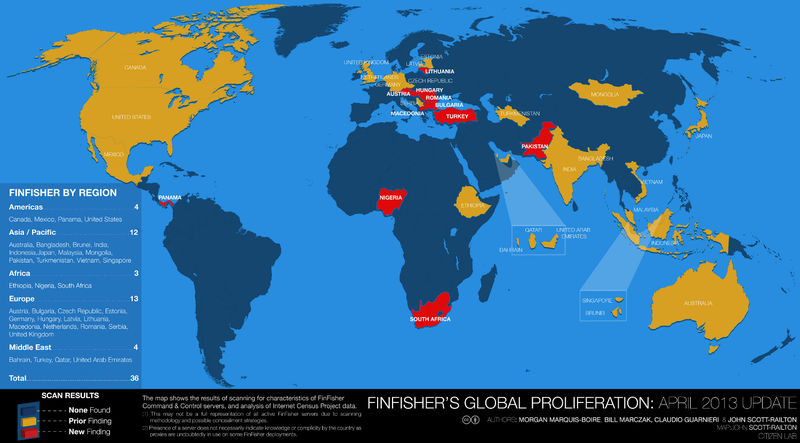 CANADA
UNITED STATES
MEXICO
PANAMA
UNITED KINGDOM
NETHERLANDS
GERMANY
ESTONIA
LATVIA
LITHUANIA
CZECH REPUBLIC
AUSTRIA
HUNGARY
ROMANIA
SERBIA
BULGARIA
MACEDONIA
TURKEY
TURKMENISTAN
MONGOLIA
JAPAN
PAKISTAN
BANGLADESH
INDIA
VIETNAM
MALAYSIA
INDONESIA
NIGERIA
ETHIOPIA
QATAR
UNITED ARAB
EMIRATES
BAHRAIN
SINGAPORE
BRUNEI
AUSTRALIA
SOUTH AFRICA
FINFISHER BY REGION
Americas 4
Canada, Mexico, Panama, United States
Asia / Pacific 12
Australia, Bangladesh, Brunei, India,
Indonesia,Japan, Malaysia, Mongolia,
Pakistan, Turkmenistan, Vietnam, Singapore
Africa 3
Ethiopia, Nigeria, South Africa
Europe 13
Austria, Bulgaria, Czech Republic, Estonia,
Germany, Hungary, Latvia, Lithuania,
Macedonia, Netherlands, Romania, Serbia,
United Kingdom
Middle East 4
Bahrain, Turkey, Qatar, United Arab Emirates
Total 36
SCAN RESULTS
None Found
Prior Finding
New Finding
The map shows the results of scanning for characteristics of FinFisher
Command & Control servers, and analysis of Internet Census Project data.
(1) This may not be a full representation of all active FinFisher servers due to scanning
methodology and possible concealment strategies.
(2) Presence of a server does not necessarily indicate knowledge or complicity by the country as
proxies are undoubtedly in use on some FinFisher deployments.
FINFISHER'S GLOBAL PROLIFERATION: APRIL 2013 UPDATE
AUTHORS: MORGAN MARQUIS-BOIRE, BILL MARCZAK, CLAUDIO GUARNIERI & JOHN SCOTT-RAILTON
MAP:JOHN SCOTT-RAILTON
CITIZEN LAB